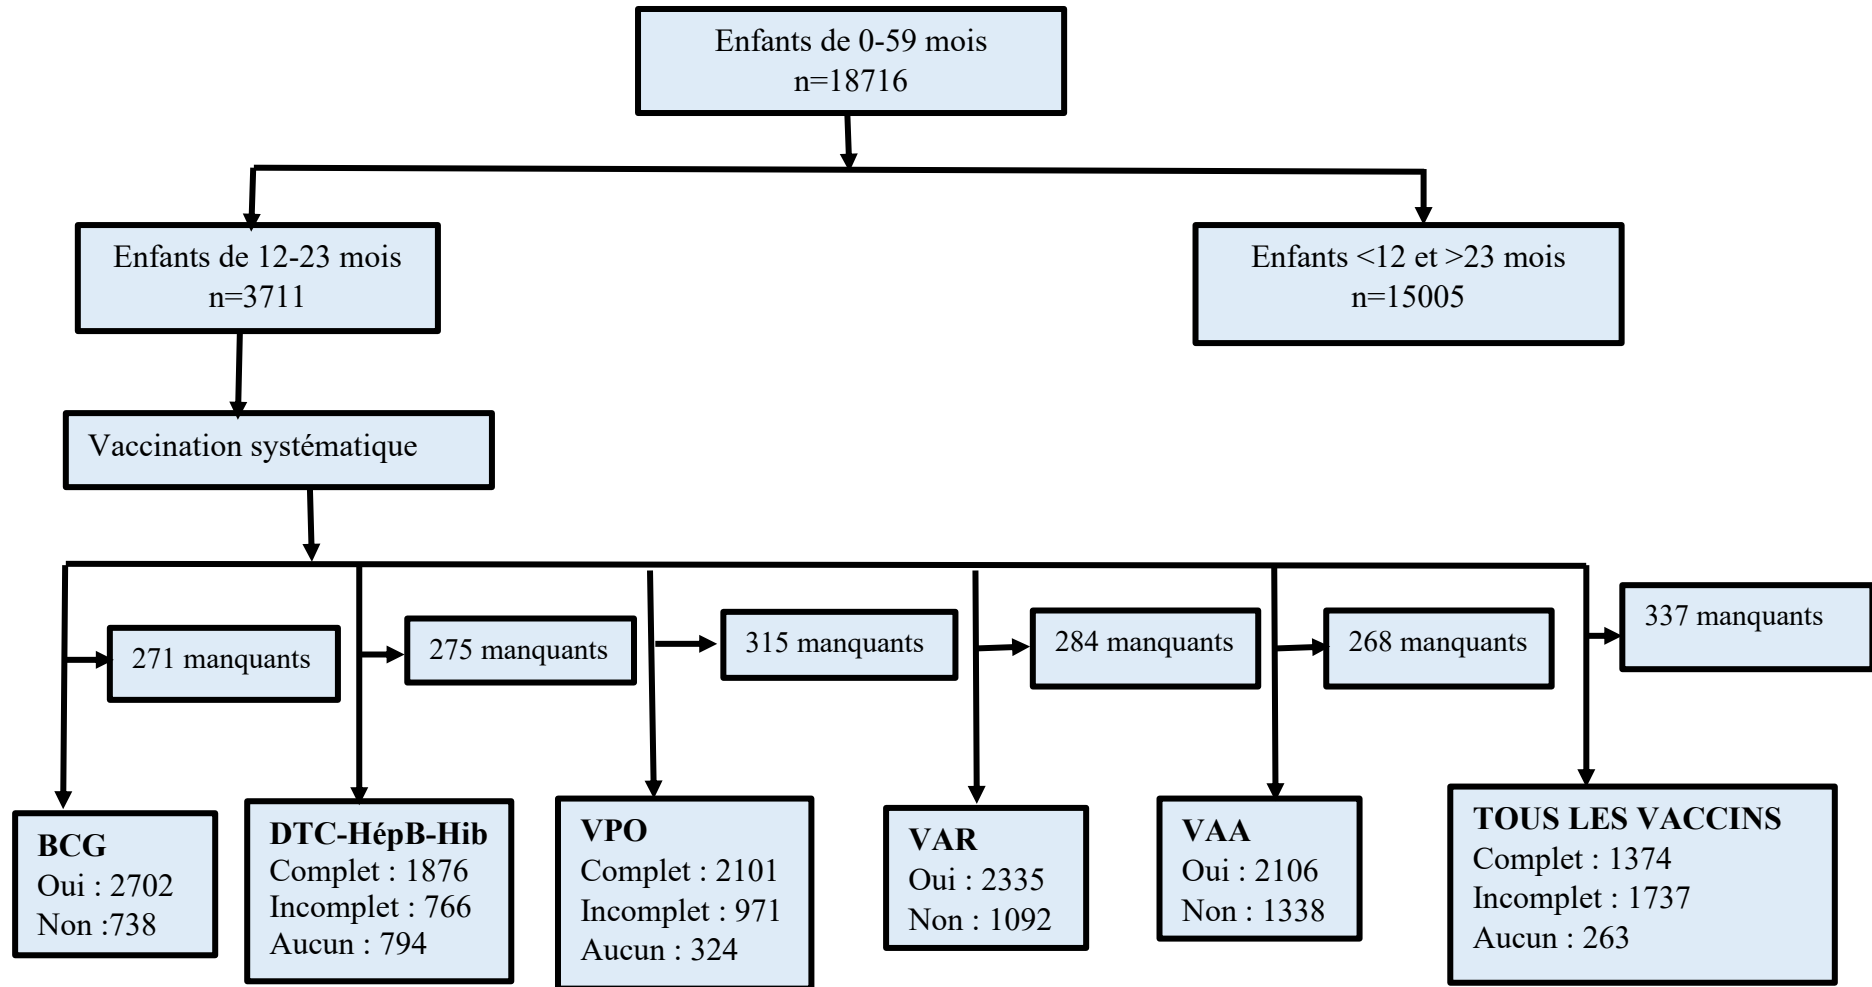 Enfants de 0-59 mois
n=18716
Enfants de 12-23 mois
n=3711
Enfants <12 et >23 mois
n=15005
Vaccination systématique
271 manquants
275 manquants
315 manquants
284 manquants
268 manquants
337 manquants
BCG
Oui : 2702
Non :738
DTC-HépB-Hib
Complet : 1876
Incomplet : 766
Aucun : 794
VPO
Complet : 2101
Incomplet : 971
Aucun : 324
VAR
Oui : 2335
Non : 1092
VAA
Oui : 2106
Non : 1338
TOUS LES VACCINS
Complet : 1374
Incomplet : 1737
Aucun : 263